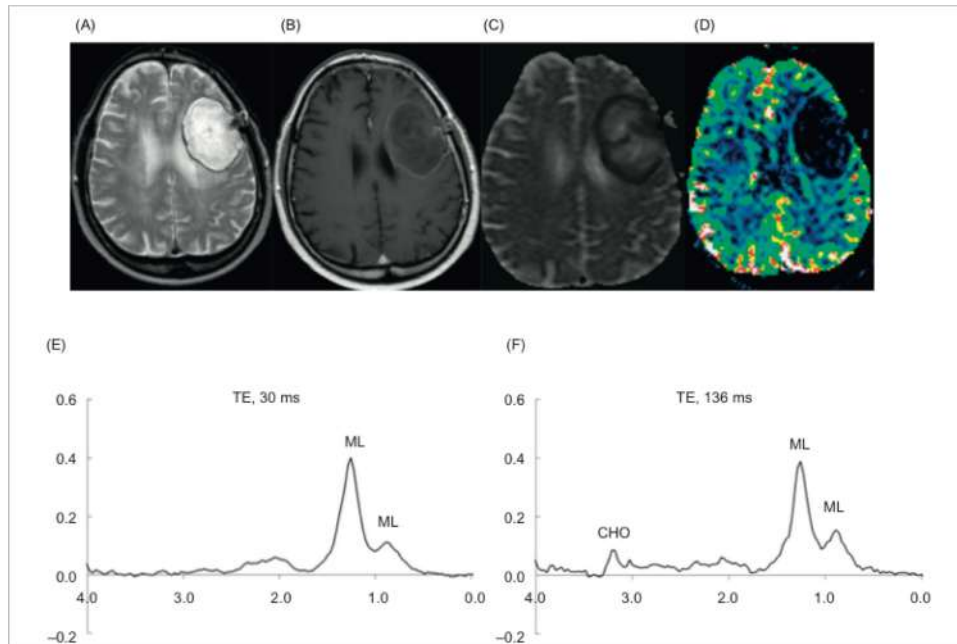 (A) (B) (C) (D)
(E) (F)
TE, 30 ms TE, 136 ms
0.6 0.6
ML ML
0.4 0.4
ML
0.2 ML 0.2
CHO
0.0 0.0
4.0 3.0 2.0 1.0 0.0 4.0 3.0 2.0 1.0 0.0
–0.2 –0.2